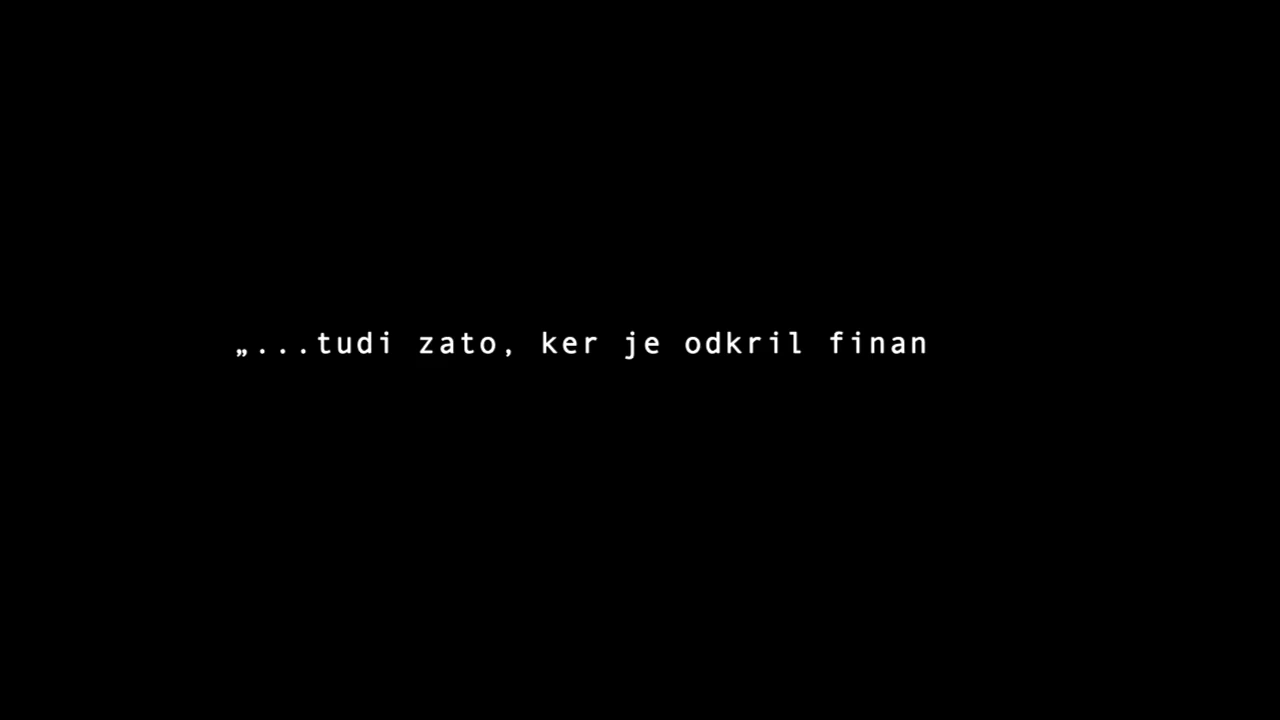 „...tudi zato, ker je odkril finan